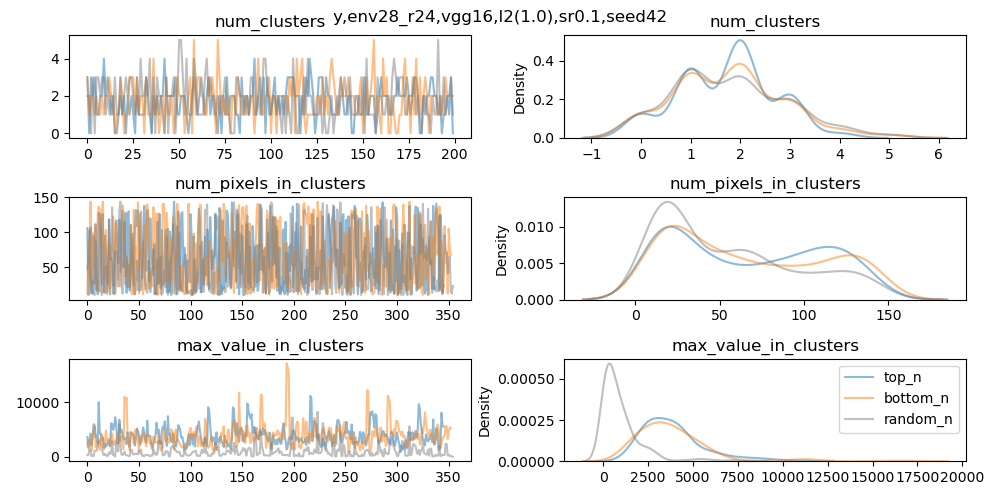 y,env28_r24,vgg16,l2(1.0),sr0.1,seed42
num_clusters
4
2
0
0 25 50 75 100 125 150 175 200
num_clusters
Density
0.4
0.2
0.0
−1 0 1 2 3 4 5 6
num_pixels_in_clusters
150
100
50
0 50 100 150 200 250 300 350
num_pixels_in_clusters
Density
0.010
0.005
0.000
0 50 100 150
max_value_in_clusters
10000
0
0 50 100 150 200 250 300 350
max_value_in_clusters
Density
0.00050
0.00025
0.00000
0 2500 5000 7500 10000 12500 15000 17500 20000
top_n
bottom_n
random_n